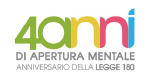 40anni
DI APERTURA MENTALE
ANNIVERSARIO DELLA LEGGE 180